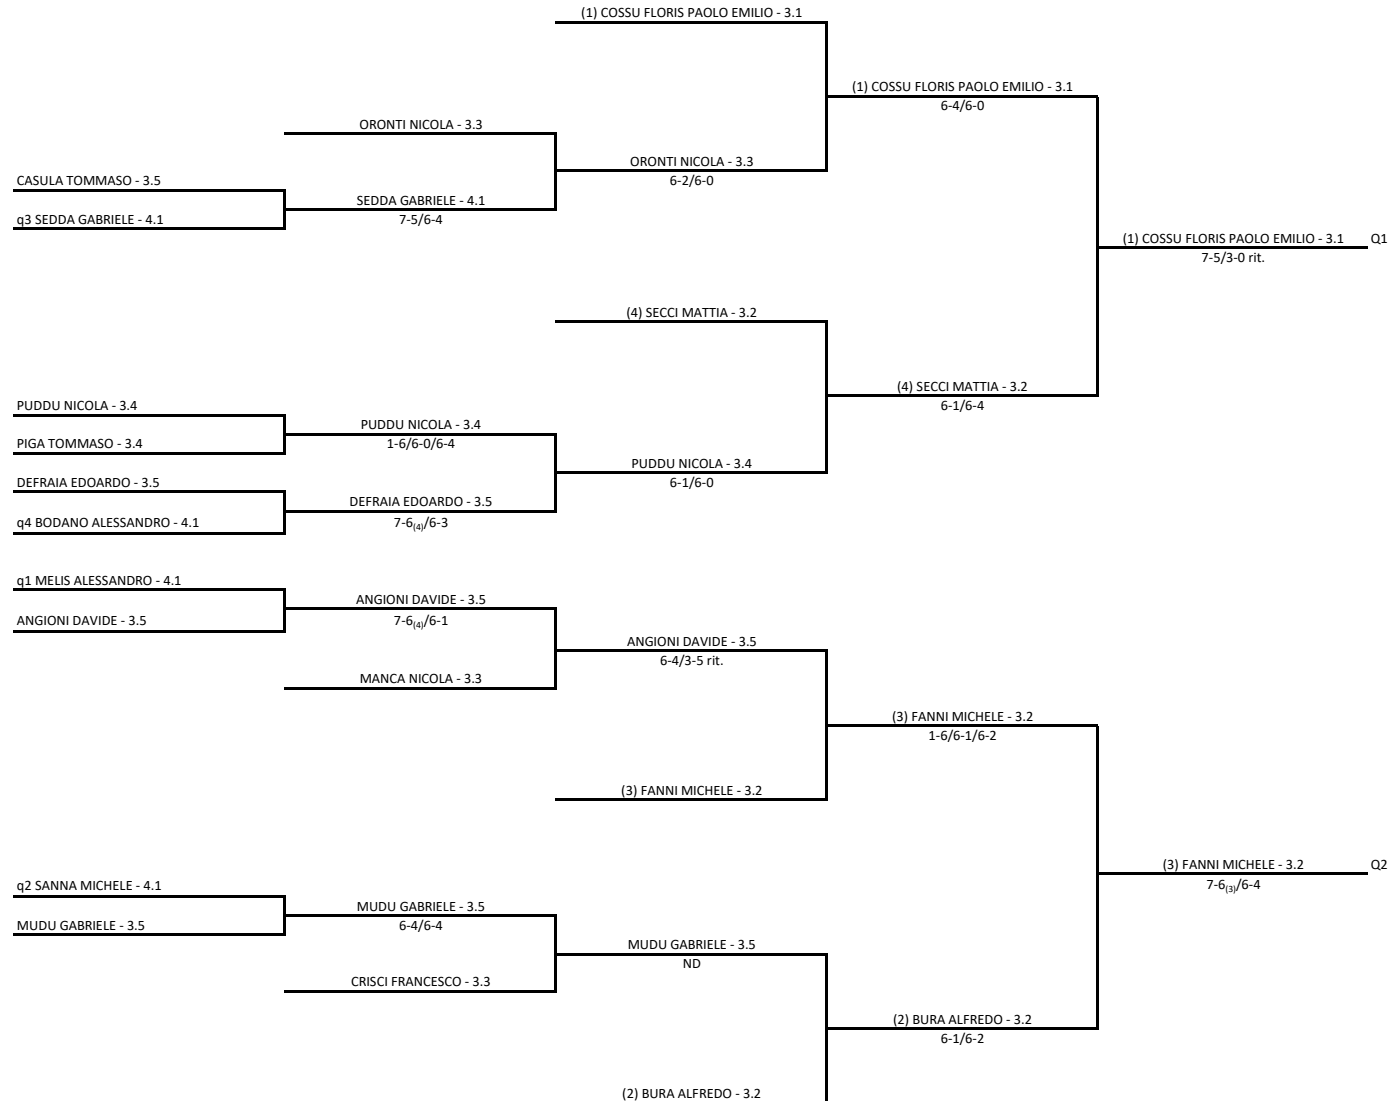 (1) COSSU FLORIS PAOLO EMILIO - 3.1
(1) COSSU FLORIS PAOLO EMILIO - 3.1
6-4/6-0
ORONTI NICOLA - 3.3
ORONTI NICOLA - 3.3
6-2/6-0
CASULA TOMMASO - 3.5
SEDDA GABRIELE - 4.1
7-5/6-4
q3 SEDDA GABRIELE - 4.1
(1) COSSU FLORIS PAOLO EMILIO - 3.1 Q1
7-5/3-0 rit.
(4) SECCI MATTIA - 3.2
(4) SECCI MATTIA - 3.2
6-1/6-4
PUDDU NICOLA - 3.4
PUDDU NICOLA - 3.4
1-6/6-0/6-4
PIGA TOMMASO - 3.4
PUDDU NICOLA - 3.4
6-1/6-0
DEFRAIA EDOARDO - 3.5
DEFRAIA EDOARDO - 3.5
7-6(4)/6-3
q4 BODANO ALESSANDRO - 4.1
q1 MELIS ALESSANDRO - 4.1
ANGIONI DAVIDE - 3.5
7-6(4)/6-1
ANGIONI DAVIDE - 3.5
ANGIONI DAVIDE - 3.5
6-4/3-5 rit.
MANCA NICOLA - 3.3
(3) FANNI MICHELE - 3.2
1-6/6-1/6-2
(3) FANNI MICHELE - 3.2
(3) FANNI MICHELE - 3.2 Q2
7-6(3)/6-4
q2 SANNA MICHELE - 4.1
MUDU GABRIELE - 3.5
6-4/6-4
MUDU GABRIELE - 3.5
MUDU GABRIELE - 3.5
ND
CRISCI FRANCESCO - 3.3
(2) BURA ALFREDO - 3.2
6-1/6-2
(2) BURA ALFREDO - 3.2